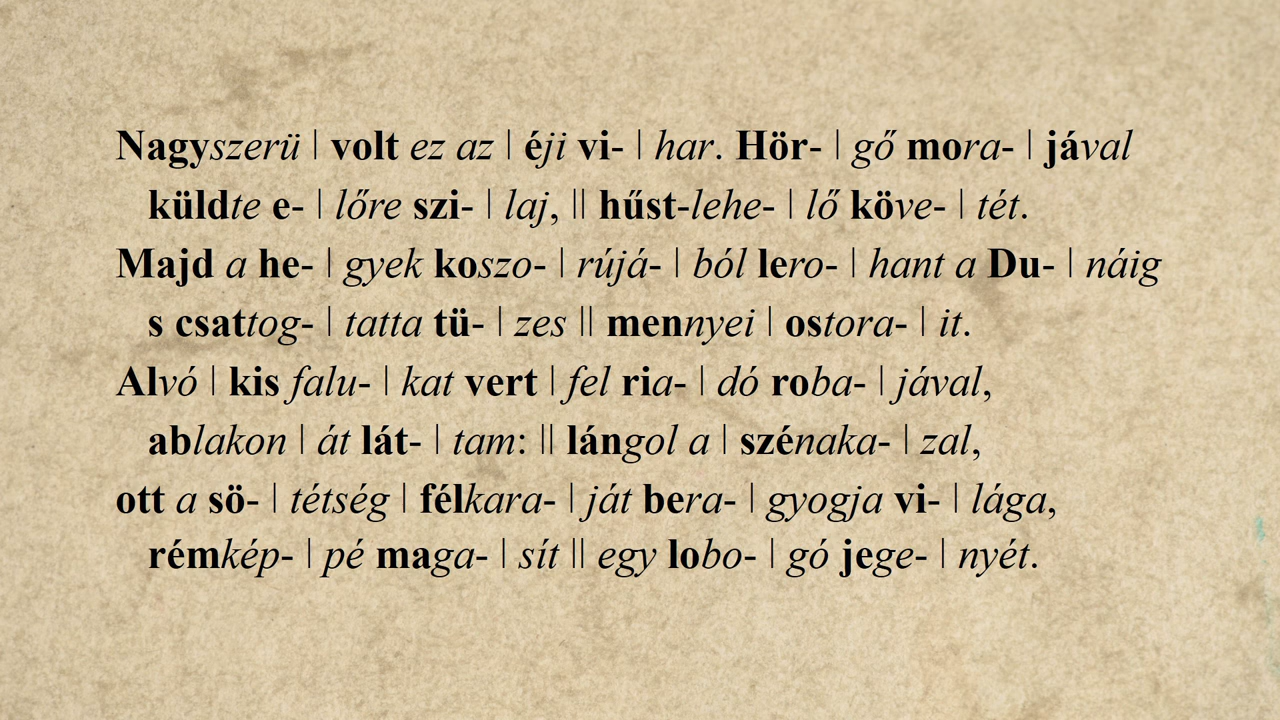 Nagyszerü | volt ez az | éji vi- | har. Hör- | gő mora- | jával
küldte e- | lőre szi- | laj, || hűst-lehe- | lő köve- | tét.
Majd a he- | gyek koszo- | rújá- | ból lero- | hant a Du- | náig
s csattog- | tatta tü- | zes || mennyei | ostora- | it.
Alvó | kis falu- | kat vert | fel ria- | dó roba- | jával,
ablakon | át lát- | tam: || lángol a | szénaka- | zal,
ott a sö- | tétség | félkara- | ját bera- | gyogja vi- | lága,
rémkép- | pé maga- | sít || egy lobo- | gó jege- | nyét.